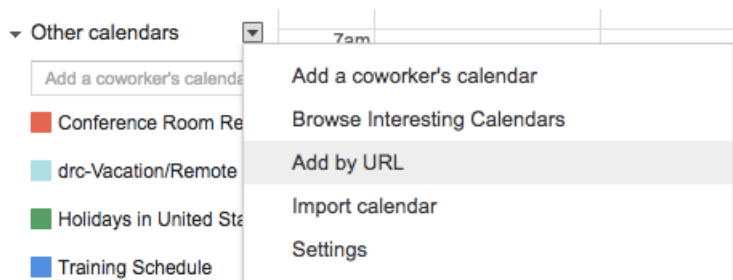 Other calendars
7am
Add a coworker's calenda
Conference Room Re
drc-Vacation/Remote
Holidays in United Sta
Training Schedule
Add a coworker's calendar
Browse Interesting Calendars
Add by URL
Import calendar
Settings